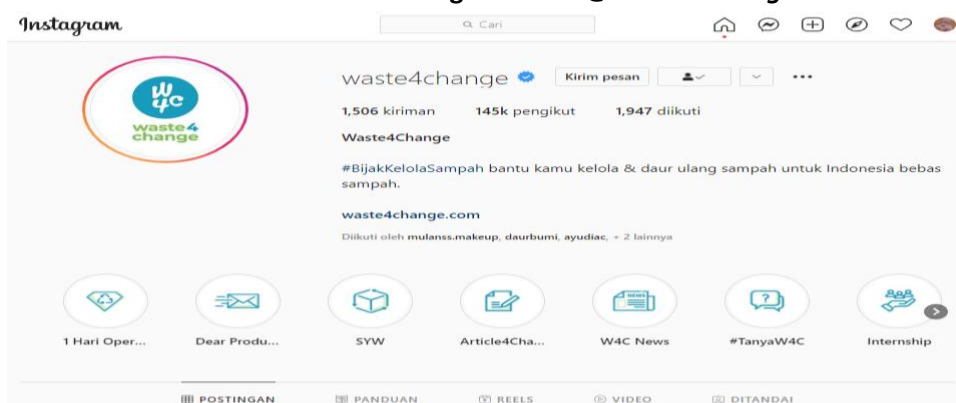 Instagram
Cari
W4C
waste4
change
waste4change
Kirim pesan
1,506 kiriman 145k pengikut 1,947 diikuti
Waste4Change
#BijakKelolaSampah bantu kamu kelola & daur ulang sampah untuk Indonesia bebas
sampah.
waste4change.com
Diikuti oleh mulanss.makeup, daurbumi, ayudiac, + 2 lainnya
NEWS
?
1 Hari Oper... Dear Produ... SYW Article4Cha... W4C News #TanyaW4C Internship
POSTINGAN PANDUAN REELS VIDEO DITANDAI